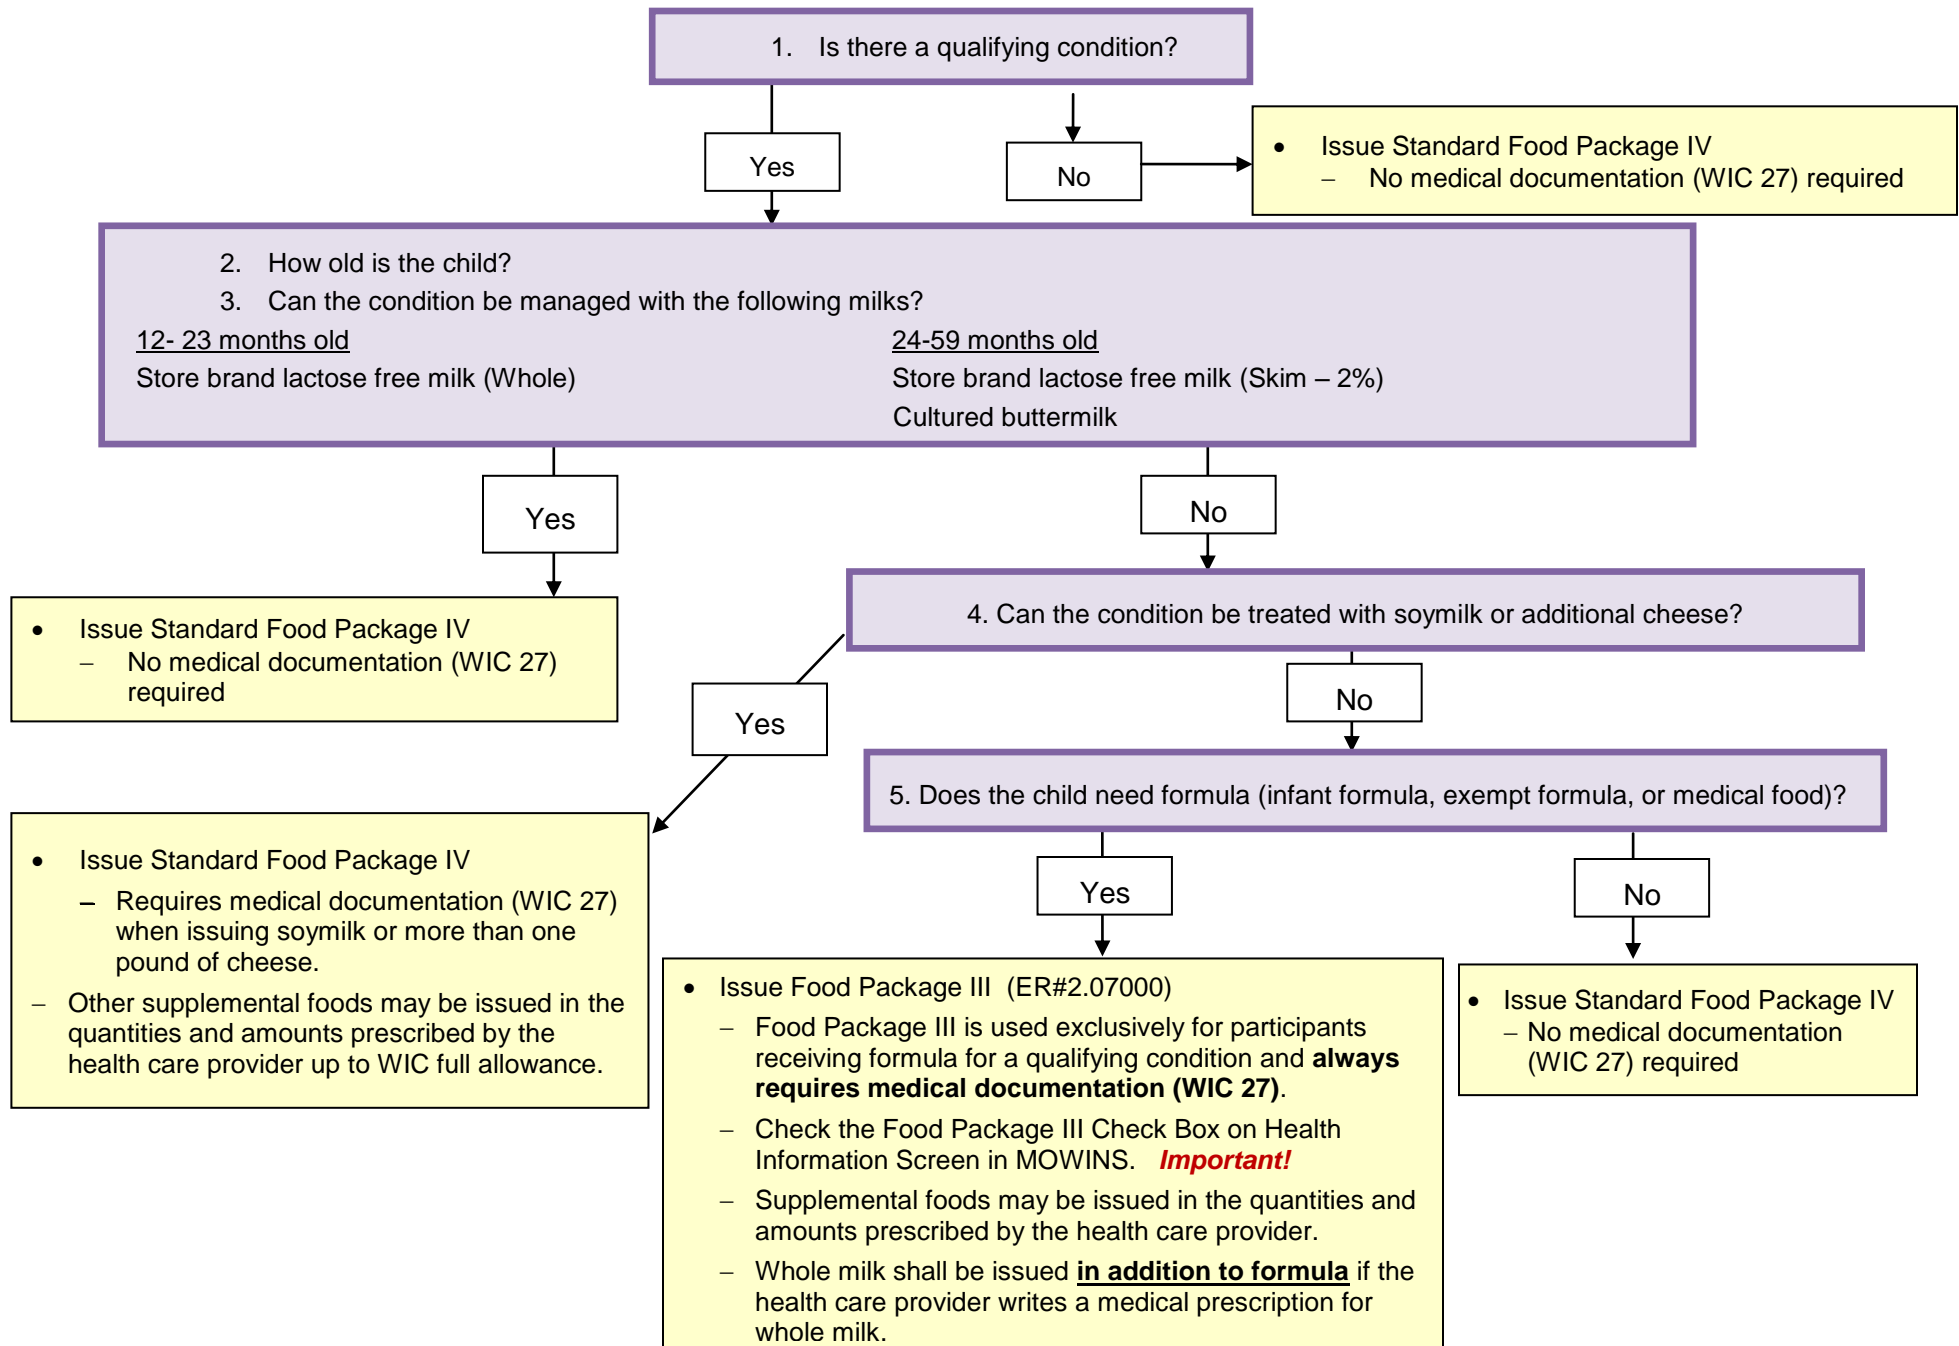 1. Is there a qualifying condition?
Yes
No
• Issue Standard Food Package IV
– No medical documentation (WIC 27) required
2. How old is the child?
3. Can the condition be managed with the following milks?
12- 23 months old
Store brand lactose free milk (Whole)
24-59 months old
Store brand lactose free milk (Skim – 2%)
Cultured buttermilk
Yes
No
• Issue Standard Food Package IV
– No medical documentation (WIC 27)
required
4. Can the condition be treated with soymilk or additional cheese?
Yes
No
• Issue Standard Food Package IV
– Requires medical documentation (WIC 27)
when issuing soymilk or more than one
pound of cheese.
– Other supplemental foods may be issued in the
quantities and amounts prescribed by the
health care provider up to WIC full allowance.
5. Does the child need formula (infant formula, exempt formula, or medical food)?
Yes
No
• Issue Food Package III (ER#2.07000)
– Food Package III is used exclusively for participants
receiving formula for a qualifying condition and always
requires medical documentation (WIC 27).
– Check the Food Package III Check Box on Health
Information Screen in MOWINS. Important!
– Supplemental foods may be issued in the quantities and
amounts prescribed by the health care provider.
– Whole milk shall be issued in addition to formula if the
health care provider writes a medical prescription for
whole milk.
• Issue Standard Food Package IV
– No medical documentation
(WIC 27) required